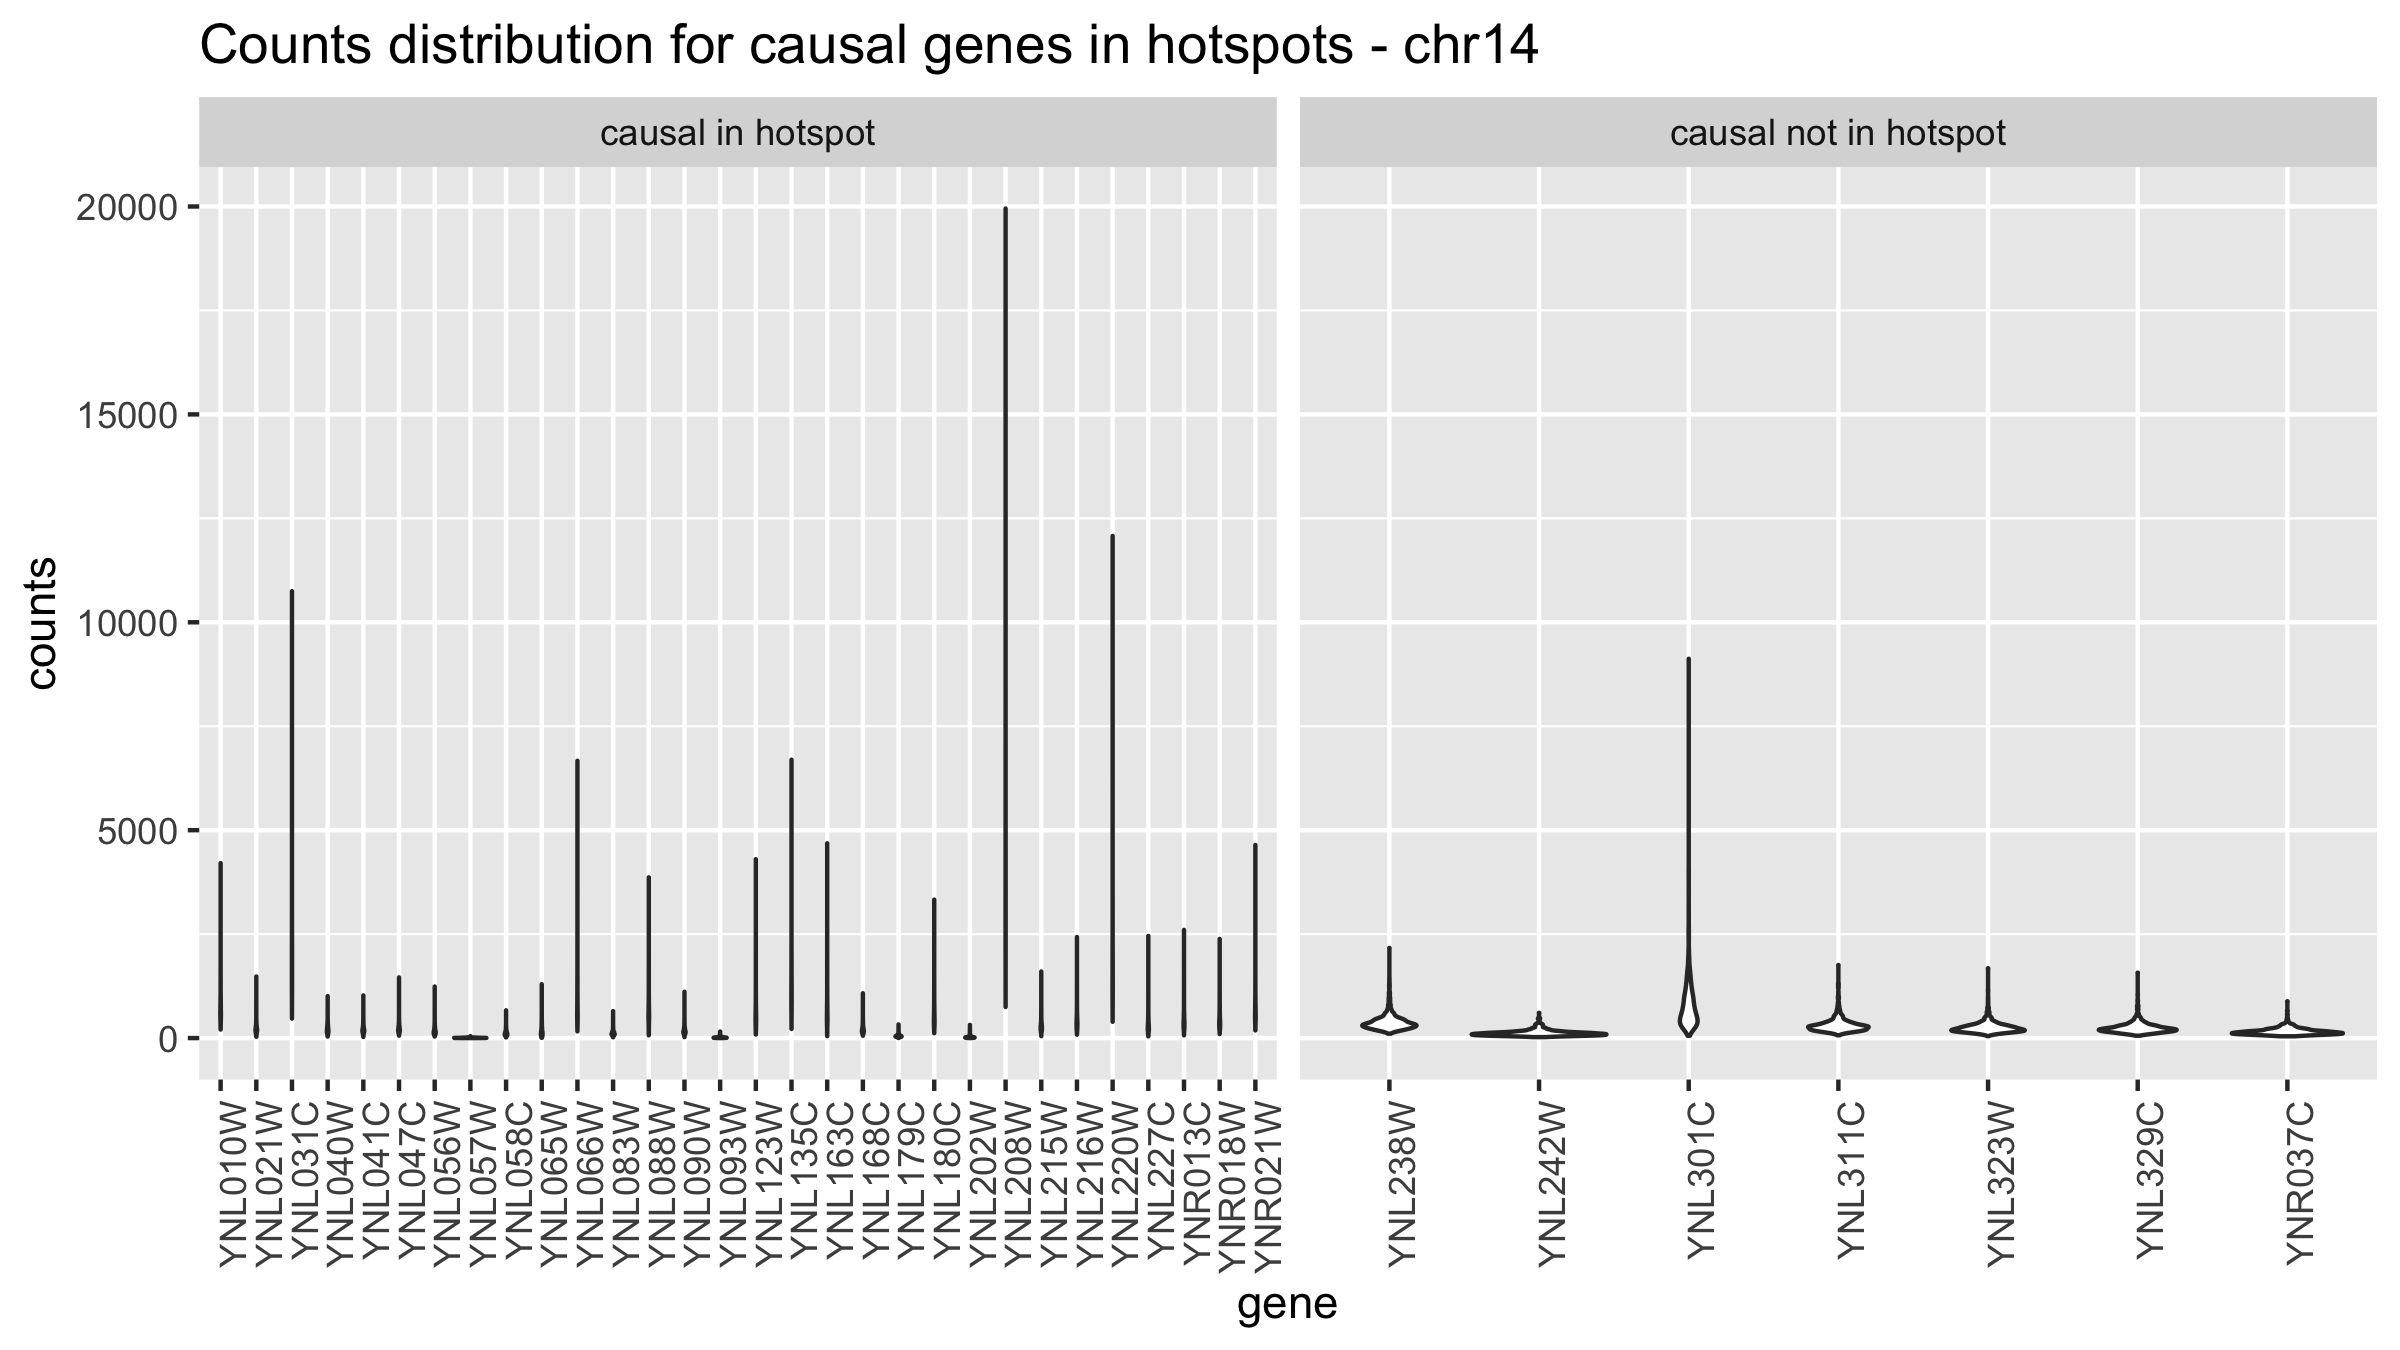 Counts distribution for causal genes in hotspots - chr14
causal in hotspot
causal not in hotspot
counts
20000
15000
10000
5000
0
YNL010W
YNL021W
YNL031C
YNL040W
YNL041C
YNL047C
YNL056W
YNL057W
YNL058C
YNL065W
YNL066W
YNL083W
YNL088W
YNL090W
YNL093W
YNL123W
YNL135C
YNL163C
YNL168C
YNL179C
YNL180C
YNL202W
YNL208W
YNL215W
YNL216W
YNL220W
YNL227C
YNR013C
YNR018W
YNR021W
YNL238W
YNL242W
YNL301C
YNL311C
YNL323W
YNL329C
YNR037C
gene